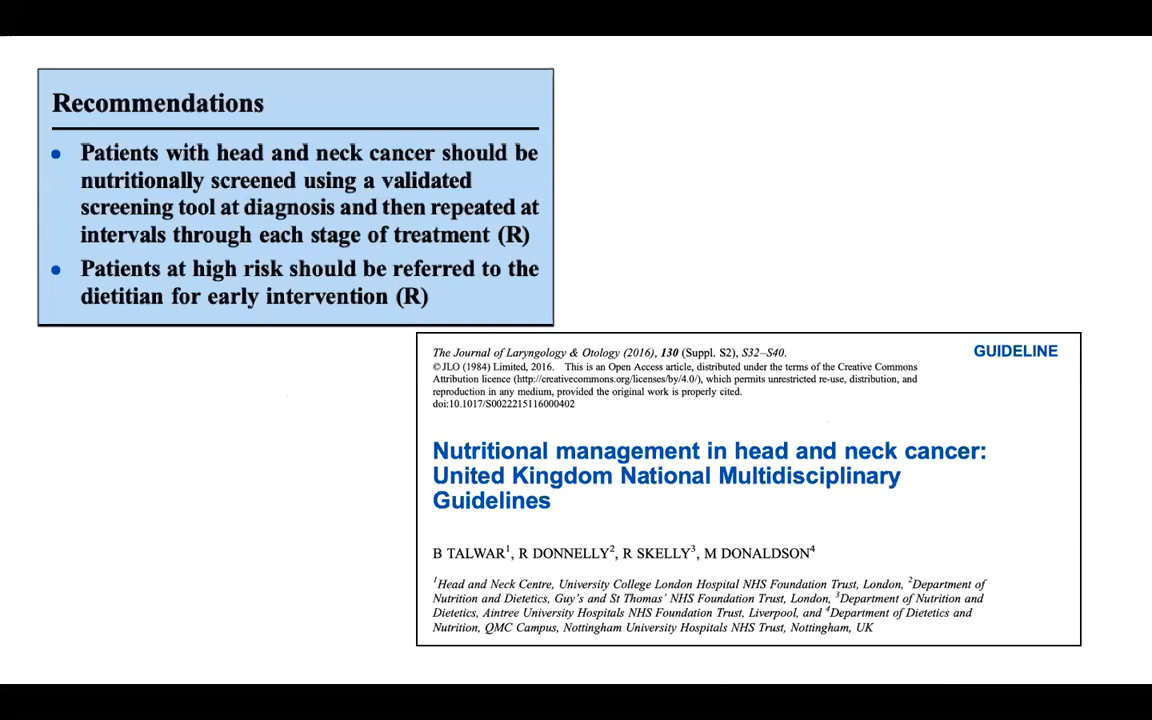 Recommendations
• Patients with head and neck cancer should be
nutritionally screened using a validated
screening tool at diagnosis and then repeated at
intervals through each stage of treatment (R)
• Patients at high risk should be referred to the
dietitian for early intervention (R)
The Journal of Laryngology & Otology (2016), 130 (Suppl. S2), S32–S40.
GUIDELINE
© JLO (1984) Limited, 2016. This is an Open Access article, distributed under the terms of the Creative Commons
Attribution licence (http://creativecommons.org/licenses/by/4.0/), which permits unrestricted re-use, distribution, and
reproduction in any medium, provided the original work is properly cited.
doi:10.1017/S0022215116000402
Nutritional management in head and neck cancer:
United Kingdom National Multidisciplinary
Guidelines
B TALWAR1, R DONNELLY2, R SKELLY3, M DONALDSON4
1Head and Neck Centre, University College London Hospital NHS Foundation Trust, London, 2Department of
Nutrition and Dietetics, Guy's and St Thomas' NHS Foundation Trust, London, 3Department of Nutrition and
Dietetics, Aintree University Hospitals NHS Foundation Trust, Liverpool, and 4Department of Dietetics and
Nutrition, QMC Campus, Nottingham University Hospitals NHS Trust, Nottingham, UK